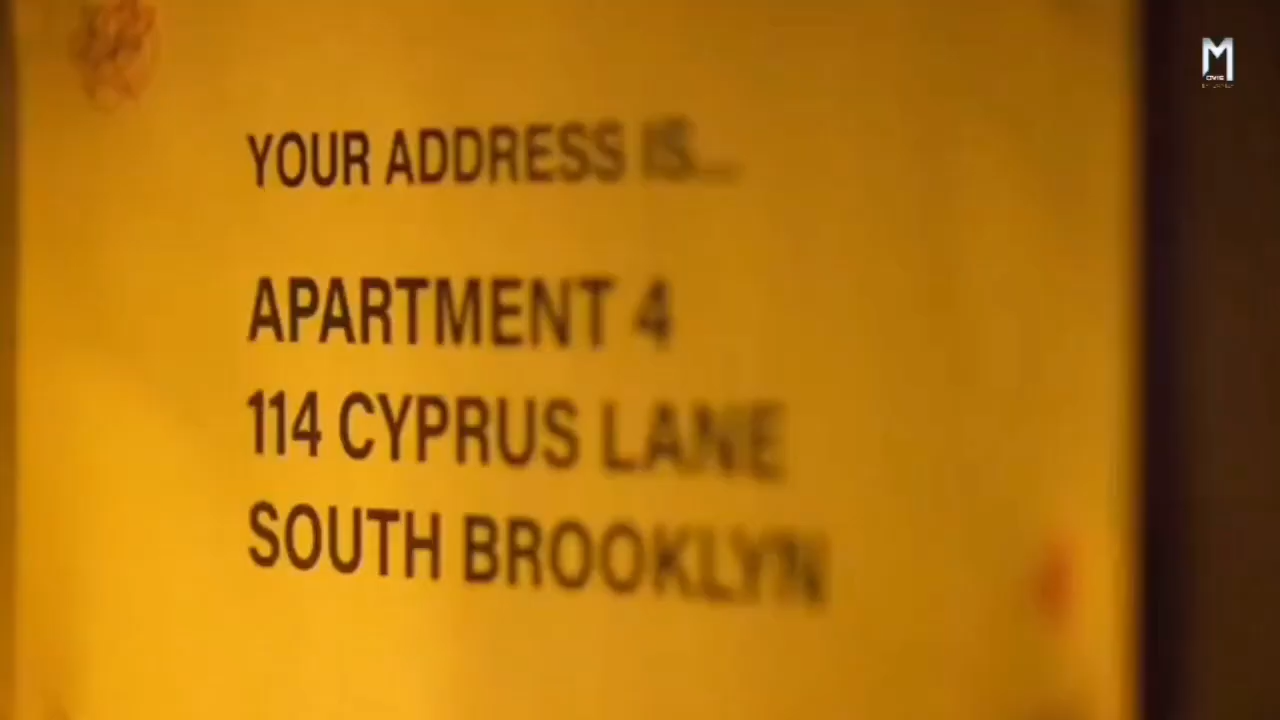 YOUR ADDRESS IS...
APARTMENT 4
114 CYPRUS LANE
SOUTH BROOKLYN
M